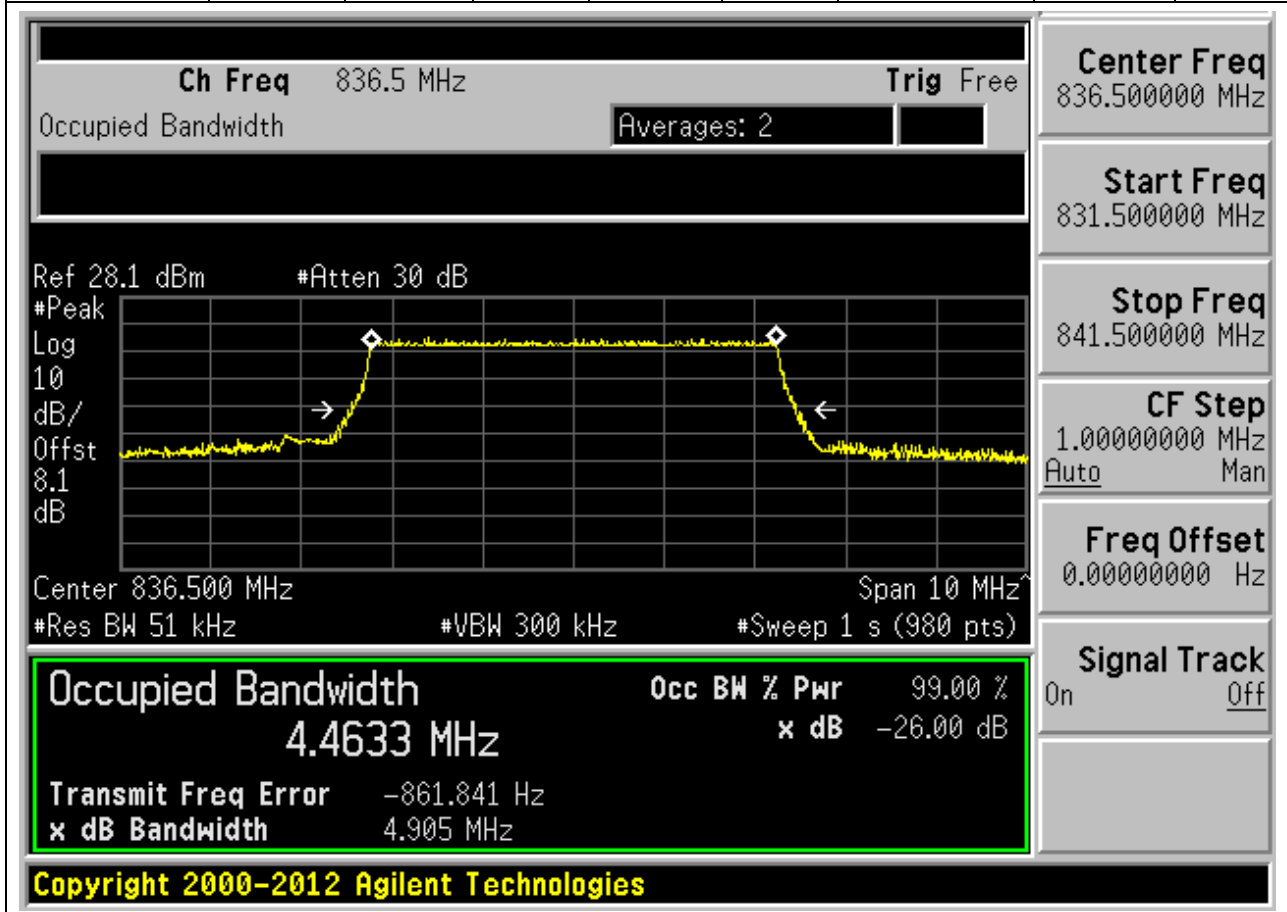 Ch Freq 836.5 MHz Trig Free
Occupied Bandwidth Averages: 2
Ref 28.1 dBm #Atten 30 dB
#Peak
Log
10
dB/
Offst
8.1
dB
Center 836.500 MHz Span 10 MHz^
#Res BW 51 kHz #VBW 300 kHz #Sweep 1 s (980 pts)
Occupied Bandwidth Occ BW % Pwr 99.00 %
4.4633 MHz x dB -26.00 dB
Transmit Freq Error -861.841 Hz
x dB Bandwidth 4.905 MHz
Copyright 2000-2012 Agilent Technologies
Center Freq
836.500000 MHz
Start Freq
831.500000 MHz
Stop Freq
841.500000 MHz
CF Step
1.00000000 MHz
Auto Man
Freq Offset
0.00000000 Hz
Signal Track
On Off